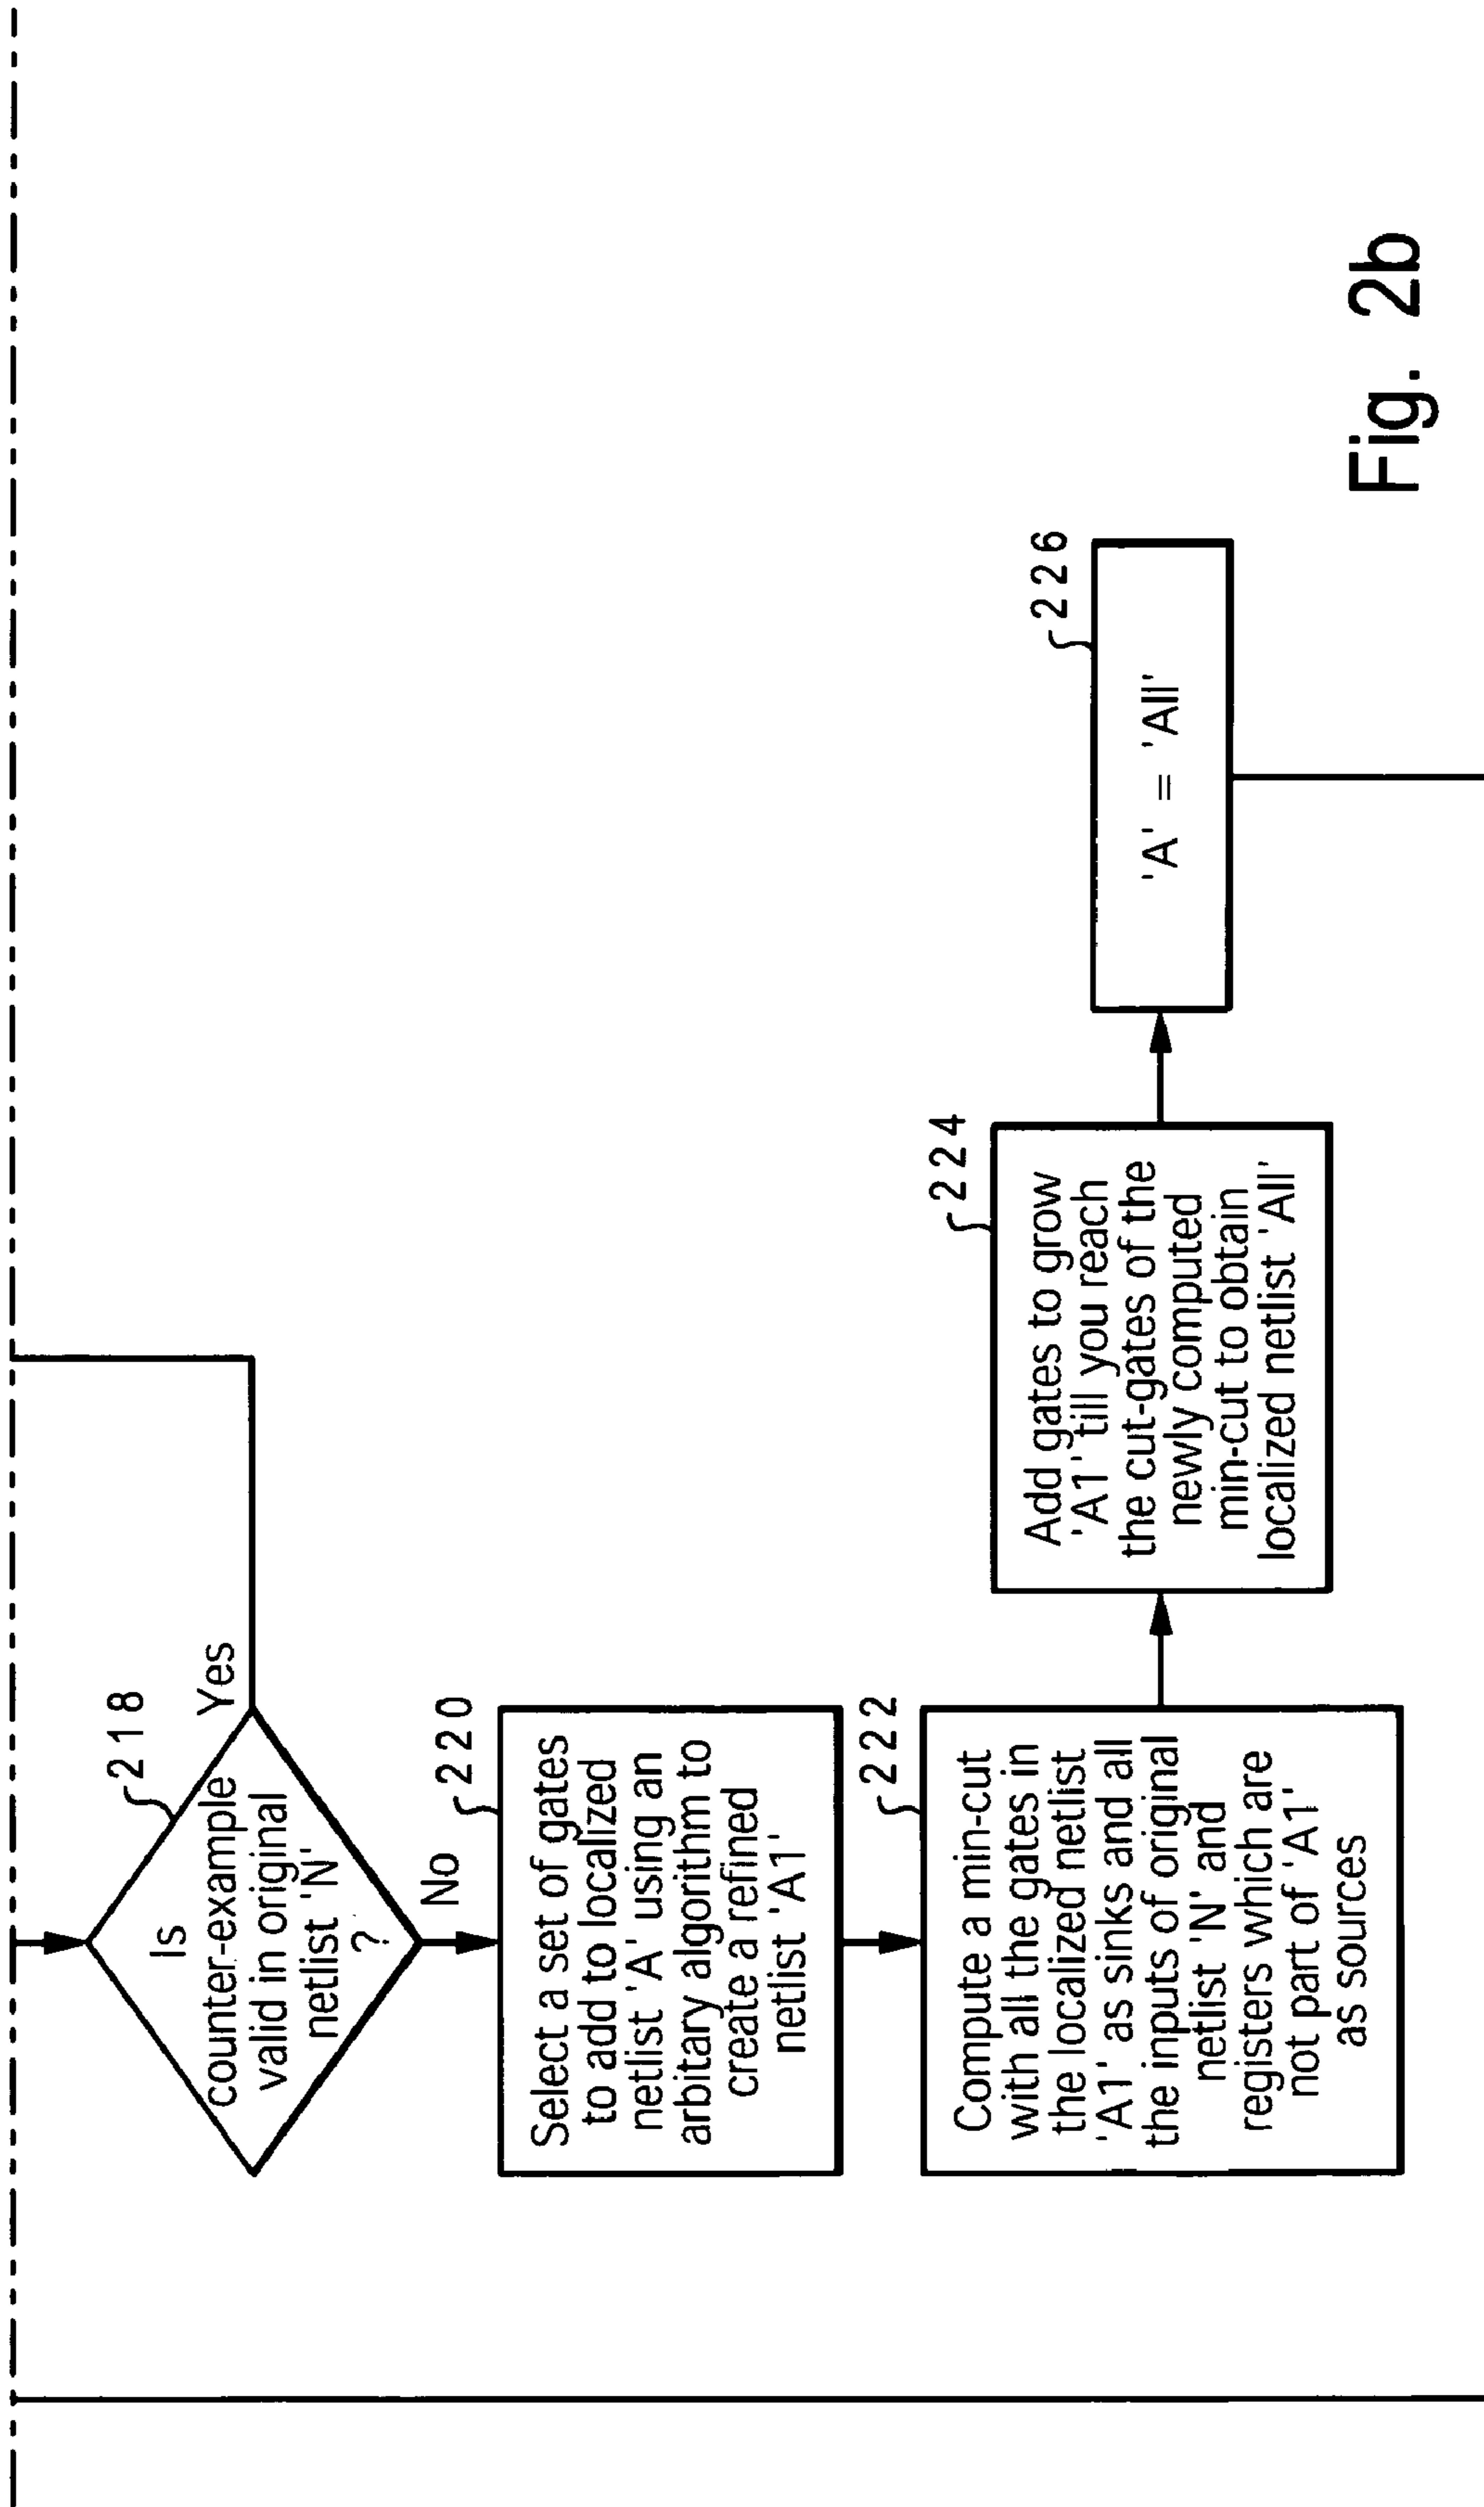 218
Is
counter-example
valid in original
netlist 'N'
?
Yes
No
220
Select a set of gates
to add to localized
netlist 'A' using an
arbitary algorithm to
create a refined
netlist 'A1'
222
Compute a min-cut
with all the gates in
the localized netlist
'A1' as sinks and all
the inputs of original
netlist 'N' and
registers which are
not part of 'A1'
as sources
224
Add gates to grow
'A1' till you reach
the cut-gates of the
newly computed
min-cut to obtain
localized netlist 'All'
226
'A' = 'All'
Fig. 2b